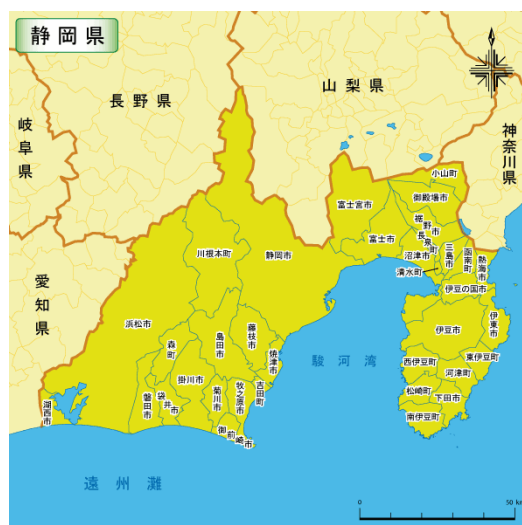 静岡県
長野県
山梨県
岐阜県
神奈川県
愛知県
小山町
御殿場市
富士宮市
裾野市
富士市
長泉町
沼津市
三島市
函南町
熱海市
清水町
伊豆の国市
川根本町
静岡市
浜松市
伊豆市
伊東市
森町
島田市
藤枝市
焼津市
駿河湾
西伊豆町
東伊豆町
河津町
掛川市
菊川市
牧之原市
吉田町
松崎町
下田市
湖西市
磐田市
袋井市
御前崎市
南伊豆町
遠州灘
0
50 km